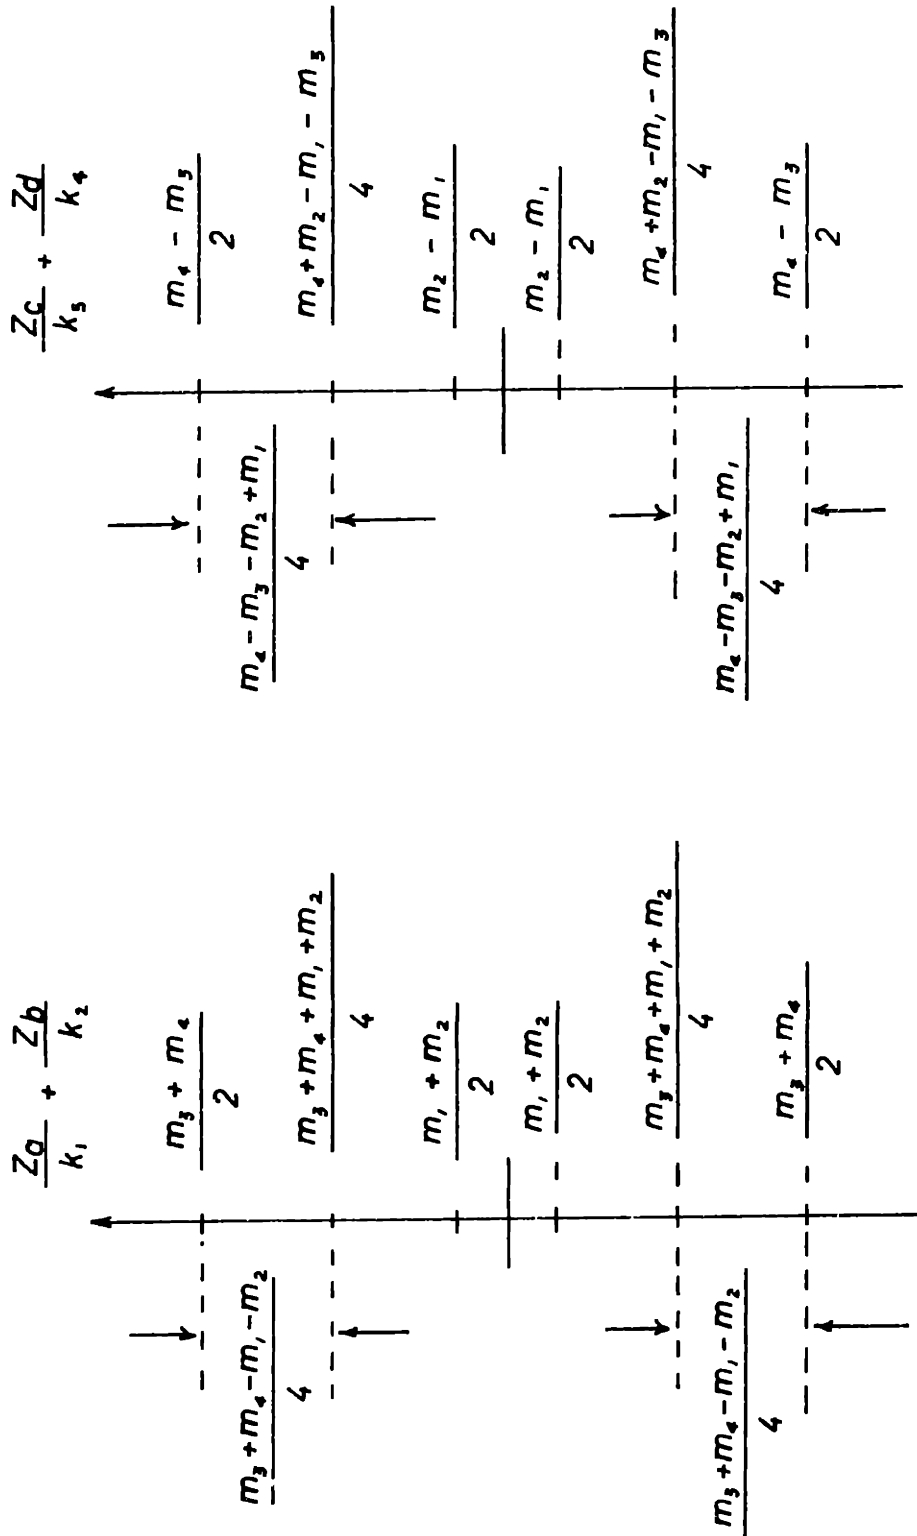 Za/k₁ + Zb/k₂
m₃ + m₄
2
m₃ + m₄ - m₁ - m₂
4
m₃ + m₄ + m₁ + m₂
4
m₁ + m₂
2
m₁ + m₂
2
m₃ + m₄ + m₁ + m₂
4
m₃ + m₄ - m₁ - m₂
4
m₃ + m₄
2
Zc/k₃ + Zd/k₄
m₄ - m₃
2
m₄ - m₃ - m₂ + m₁
4
m₄ + m₂ - m₁ - m₃
4
m₂ - m₁
2
m₂ - m₁
2
m₄ + m₂ - m₁ - m₃
4
m₄ - m₃ - m₂ + m₁
4
m₄ - m₃
2